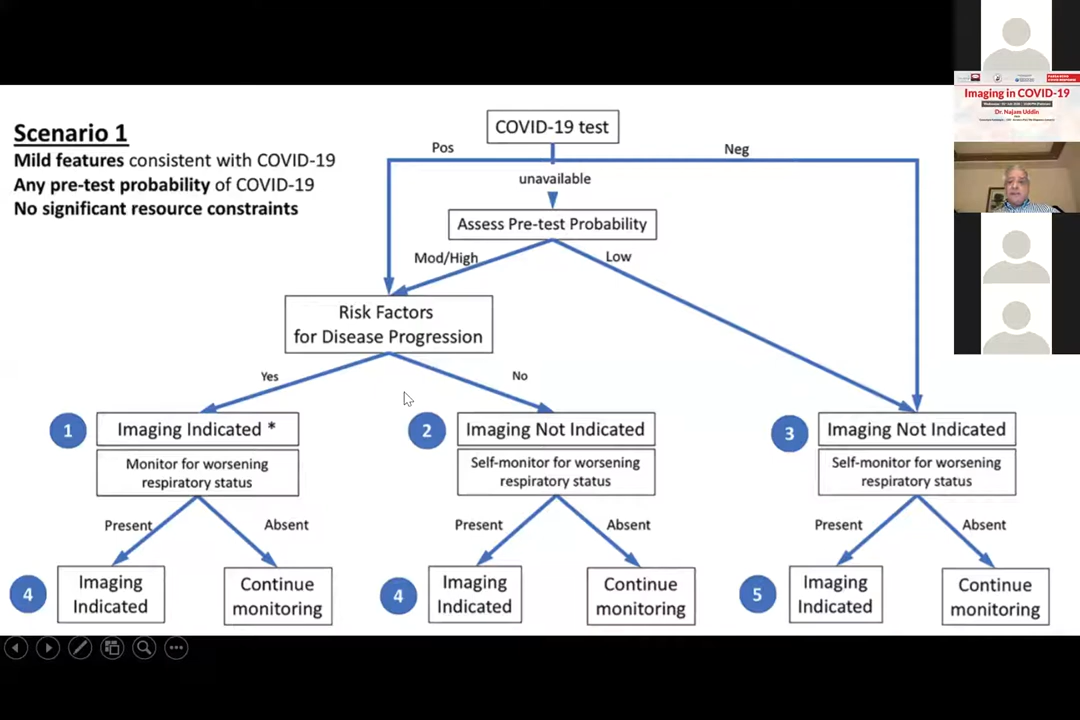 Scenario 1
Mild features consistent with COVID-19
Any pre-test probability of COVID-19
No significant resource constraints
COVID-19 test
Pos
Neg
unavailable
Assess Pre-test Probability
Mod/High
Low
Risk Factors
for Disease Progression
Yes
No
1
Imaging Indicated *
Monitor for worsening
respiratory status
2
Imaging Not Indicated
Self-monitor for worsening
respiratory status
3
Imaging Not Indicated
Self-monitor for worsening
respiratory status
Present
Absent
Present
Absent
Present
Absent
4
Imaging
Indicated
Continue
monitoring
4
Imaging
Indicated
Continue
monitoring
5
Imaging
Indicated
Continue
monitoring
Imaging in COVID-19
Dr. Najam Uddin